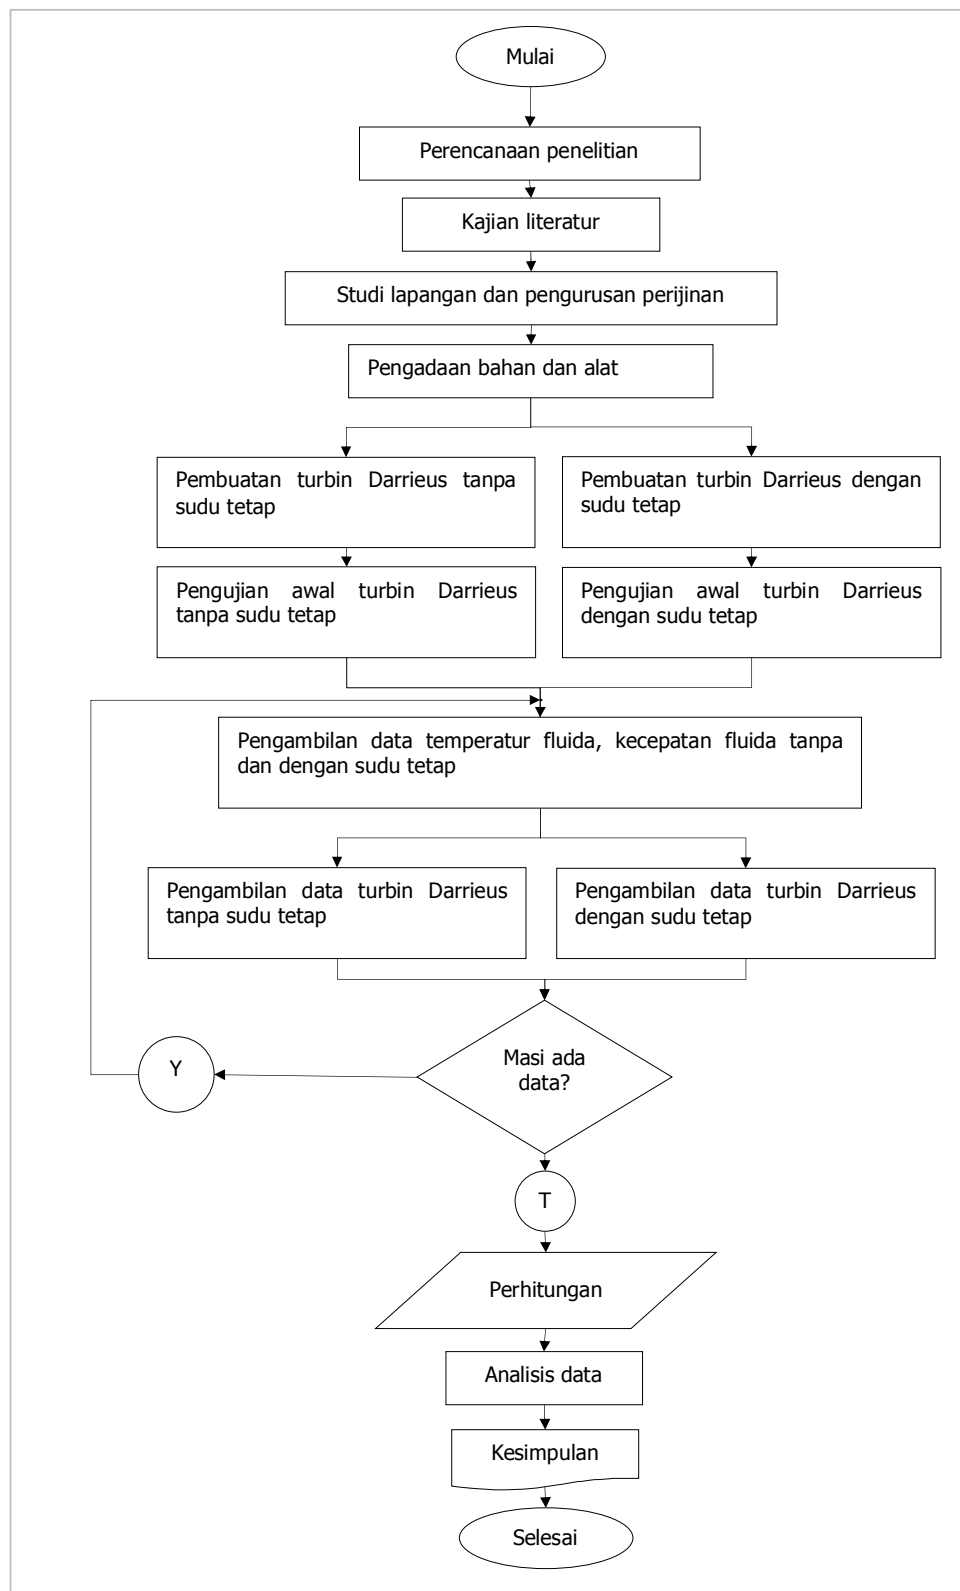 Mulai
Perencanaan penelitian
Kajian literatur
Studi lapangan dan pengurusan perijinan
Pengadaan bahan dan alat
Pembuatan turbin Darrieus tanpa
sudu tetap
Pembuatan turbin Darrieus dengan
sudu tetap
Pengujian awal turbin Darrieus
tanpa sudu tetap
Pengujian awal turbin Darrieus
dengan sudu tetap
Pengambilan data temperatur fluida, kecepatan fluida tanpa
dan dengan sudu tetap
Pengambilan data turbin Darrieus
tanpa sudu tetap
Pengambilan data turbin Darrieus
dengan sudu tetap
Masi ada
data?
Y
T
Perhitungan
Analisis data
Kesimpulan
Selesai